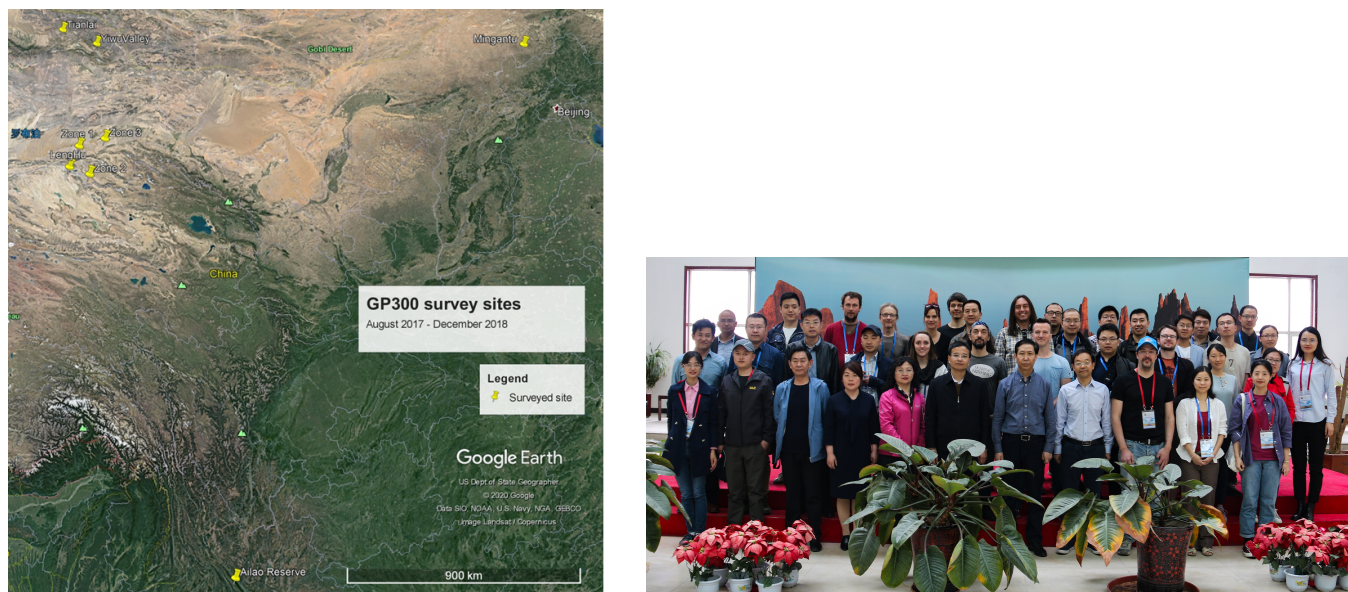 Tianlai
YiwuValley
Mingantu
Gobi Desert
Beijing
罗布泊
Zone 1
Zone 3
LengHu
Zone 2
China
GP300 survey sites
August 2017 - December 2018
Legend
Surveyed site
Google Earth
US Dept of State Geographer
© 2020 Google
Data SIO, NOAA, U.S. Navy, NGA, GEBCO
Image Landsat / Copernicus
Ailao Reserve
900 km